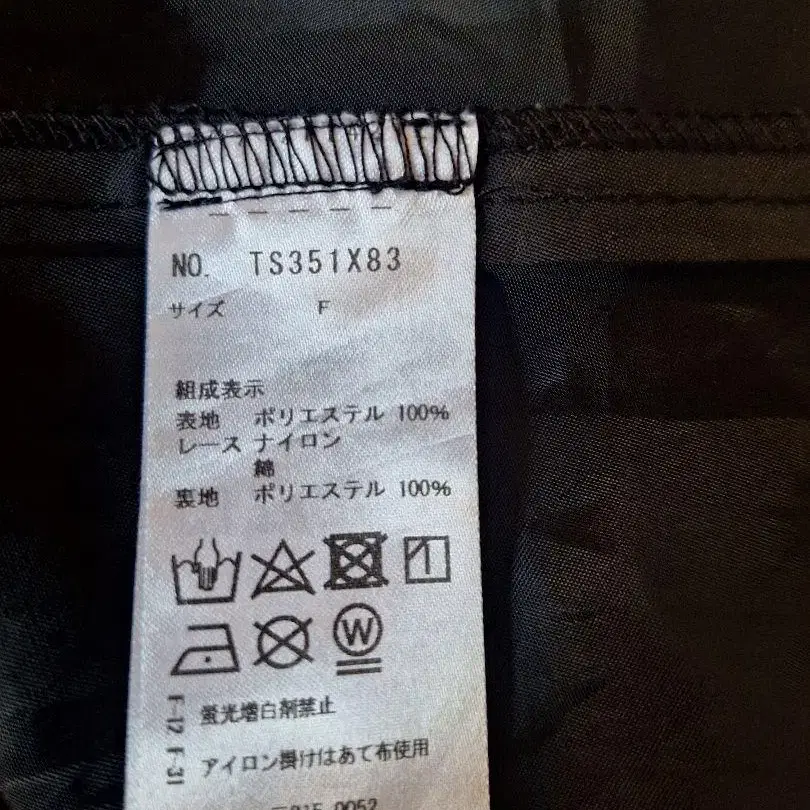 NO. TS351X83
サイズ F
組成表示
表地 ポリエステル 100%
レース ナイロン
綿
裏地 ポリエステル 100%
W
F-12 蛍光増白剤禁止
F-31 アイロン掛けはあて布使用
〒215-0052